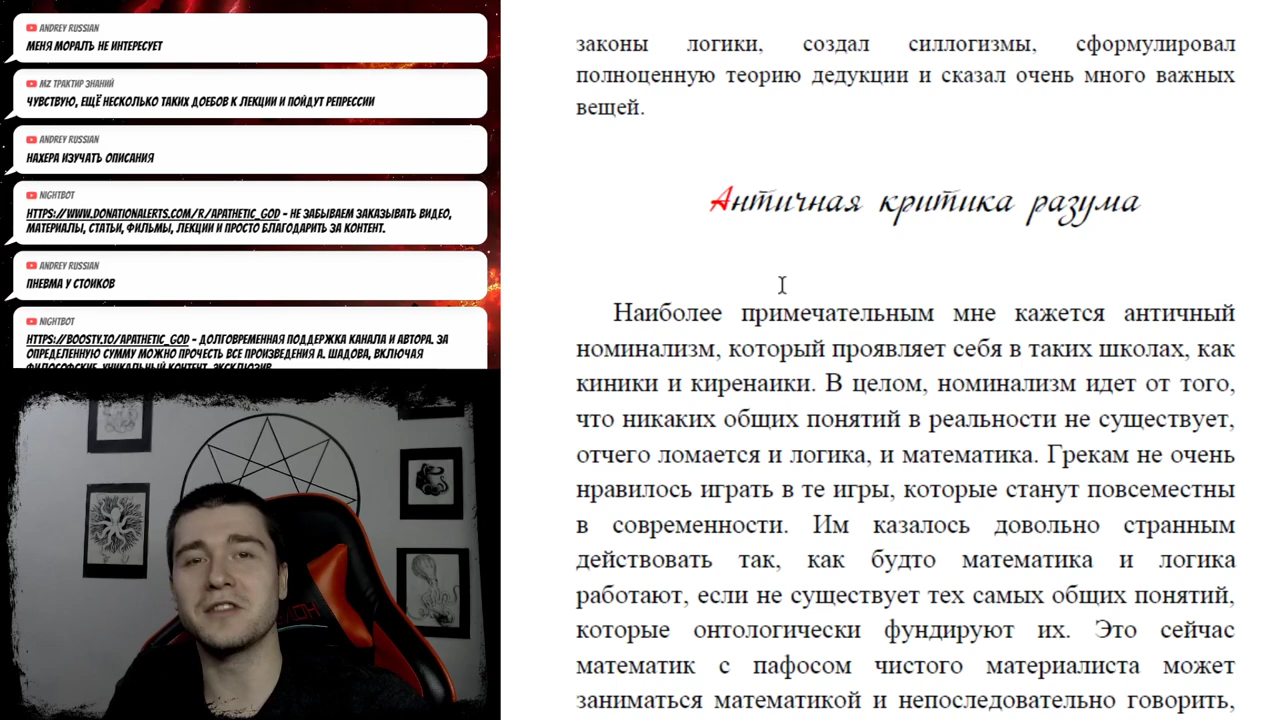 ANDREY RUSSIAN
МЕНЯ МОРАЛЬ НЕ ИНТЕРЕСУЕТ
MZ ТРАКТИР ЗНАНИЙ
ЧУВСТВУЮ, ЕЩЁ НЕСКОЛЬКО ТАКИХ ДОЕБОВ К ЛЕКЦИИ И ПОЙДУТ РЕПРЕССИИ
ANDREY RUSSIAN
НАХЕРА ИЗУЧАТЬ ОПИСАНИЯ
NIGHTBOT
HTTPS://WWW.DONATIONALERTS.COM/R/APATHETIC_GOD - НЕ ЗАБЫВАЕМ ЗАКАЗЫВАТЬ ВИДЕО,
МАТЕРИАЛЫ, СТАТЬИ, ФИЛЬМЫ, ЛЕКЦИИ И ПРОСТО БЛАГОДАРИТЬ ЗА КОНТЕНТ.
ANDREY RUSSIAN
ПНЕВМА У СТОИКОВ
NIGHTBOT
HTTPS://BOOSTY.TO/APATHETIC_GOD - ДОЛГОВРЕМЕННАЯ ПОДДЕРЖКА КАНАЛА И АВТОРА. ЗА
ОПРЕДЕЛЕННУЮ СУММУ МОЖНО ПРОЧЕСТЬ ВСЕ ПРОИЗВЕДЕНИЯ А. ШАДОВА, ВКЛЮЧАЯ
ФИЛОСОФСКИЕ, УНИКАЛЬНЫЙ КОНТЕНТ, ЭКСКЛЮЗИВ
законы логики, создал силлогизмы, сформулировал
полноценную теорию дедукции и сказал очень много важных
вещей.
Античная критика разума
Наиболее примечательным мне кажется античный
номинализм, который проявляет себя в таких школах, как
киники и киренаики. В целом, номинализм идет от того,
что никаких общих понятий в реальности не существует,
отчего ломается и логика, и математика. Грекам не очень
нравилось играть в те игры, которые станут повсеместны
в современности. Им казалось довольно странным
действовать так, как будто математика и логика
работают, если не существует тех самых общих понятий,
которые онтологически фундируют их. Это сейчас
математик с пафосом чистого материалиста может
заниматься математикой и непоследовательно говорить,